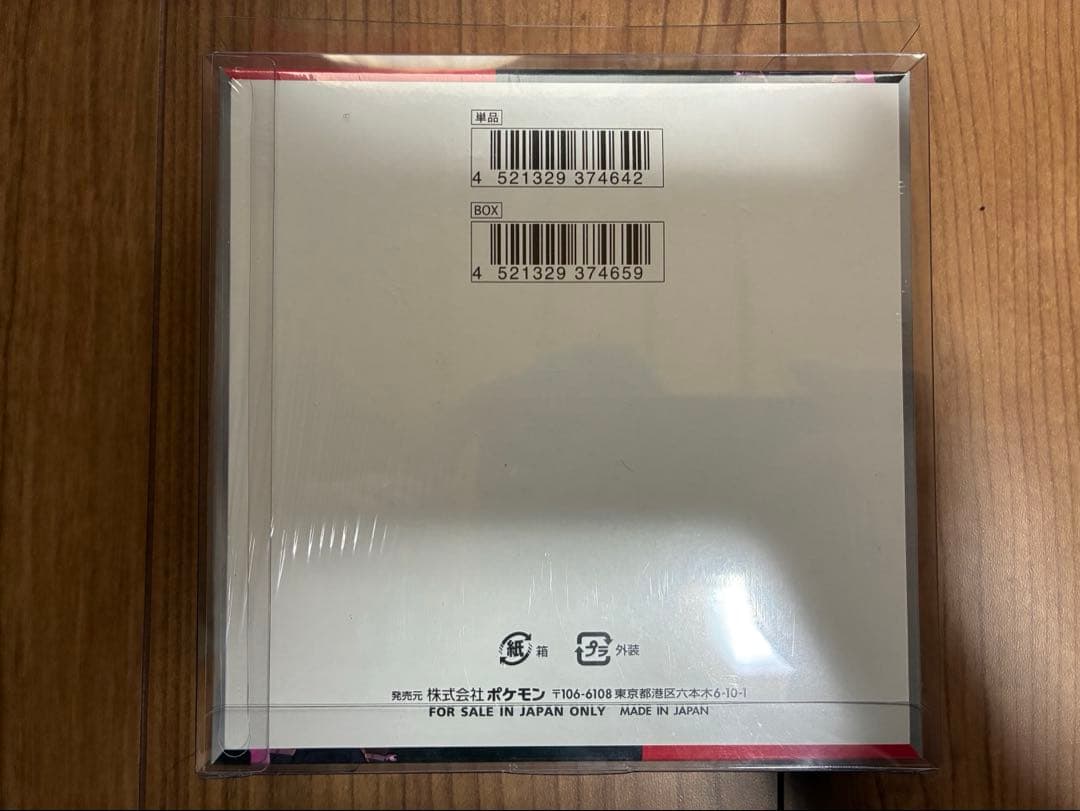 単品
4 521329 374642
BOX
4 521329 374659
紙 箱 プラ 外装
発売元 株式会社 ポケモン 〒106-6108 東京都港区六本木6-10-1
FOR SALE IN JAPAN ONLY MADE IN JAPAN